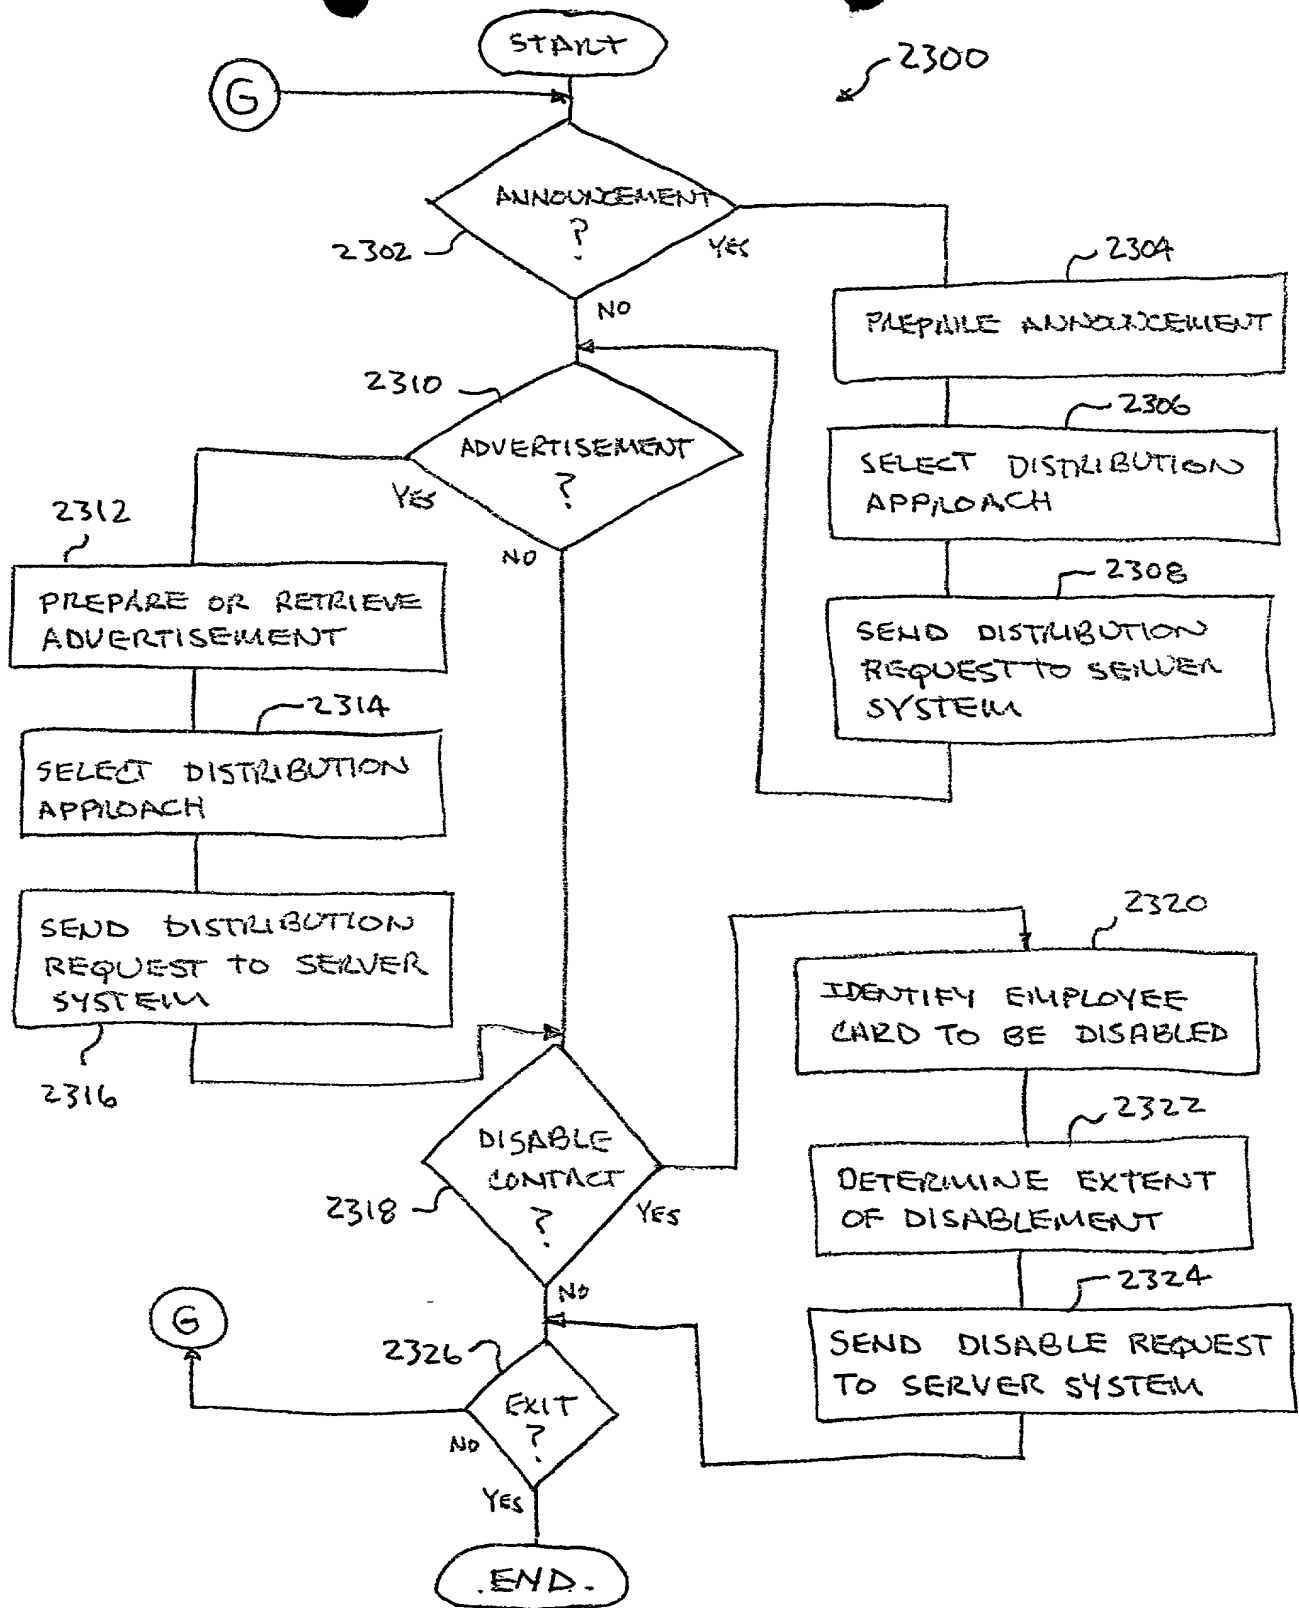 START
2300
G
ANNOUNCEMENT
?
2302
YES
NO
2304
PREPARE ANNOUNCEMENT
2306
SELECT DISTRIBUTION
APPROACH
2308
SEND DISTRIBUTION
REQUEST TO SERVER
SYSTEM
2310
ADVERTISEMENT
?
YES
NO
2312
PREPARE OR RETRIEVE
ADVERTISEMENT
2314
SELECT DISTRIBUTION
APPROACH
SEND DISTRIBUTION
REQUEST TO SERVER
SYSTEM
2316
DISABLE
CONTACT
?
2318
YES
NO
2320
IDENTIFY EMPLOYEE
CARD TO BE DISABLED
2322
DETERMINE EXTENT
OF DISABLEMENT
2324
SEND DISABLE REQUEST
TO SERVER SYSTEM
G
2326
EXIT
?
NO
YES
END